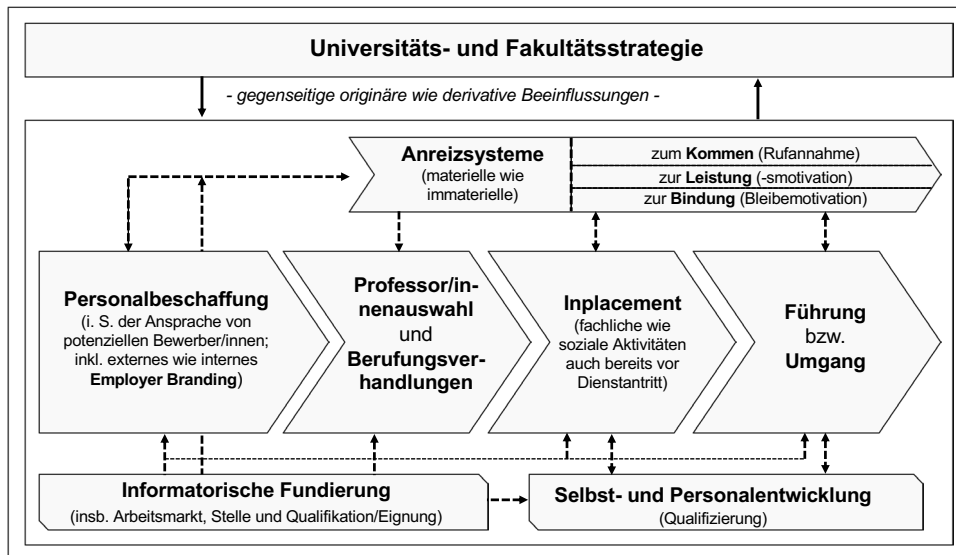 Universitäts- und Fakultätsstrategie
- gegenseitige originäre wie derivative Beeinflussungen -
Anreizsysteme
(materielle wie
immaterielle)
zum Kommen (Rufannahme)
zur Leistung (-smotivation)
zur Bindung (Bleibemotivation)
Personalbeschaffung
(i. S. der Ansprache von
potenziellen Bewerber/innen;
inkl. externes wie internes
Employer Branding)
Professor/in-
nenauswahl
und
Berufungsver-
handlungen
Inplacement
(fachliche wie
soziale Aktivitäten
auch bereits vor
Dienstantritt)
Führung
bzw.
Umgang
Informatorische Fundierung
(insb. Arbeitsmarkt, Stelle und Qualifikation/Eignung)
Selbst- und Personalentwicklung
(Qualifizierung)